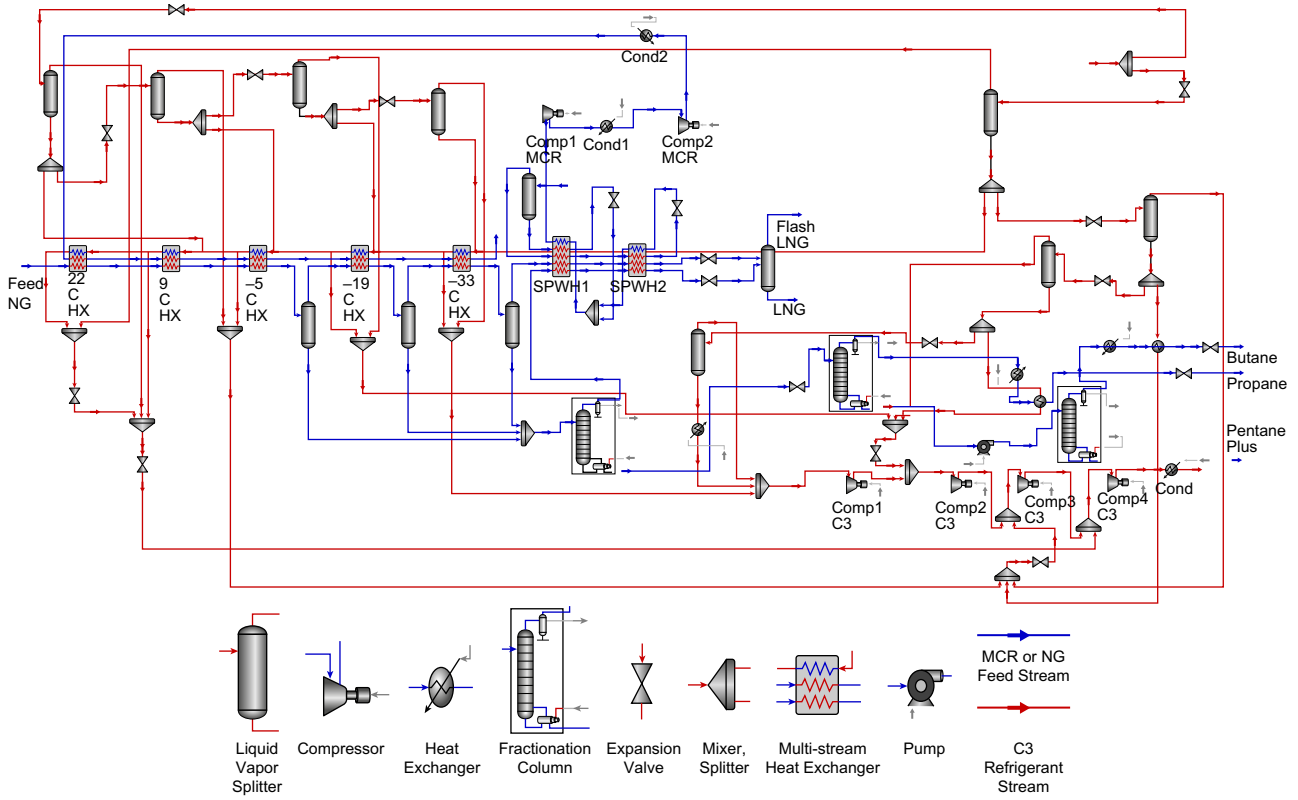 Cond2
Comp1
MCR
Cond1
Comp2
MCR
Flash
LNG
Feed
NG
22
C
HX
9
C
HX
–5
C
HX
–19
C
HX
–33
C
HX
SPWH1
SPWH2
LNG
Butane
Propane
Pentane
Plus
Comp1
C3
Comp2
C3
Comp3
C3
Comp4
C3
Cond
MCR or NG
Feed Stream
Liquid
Vapor
Splitter
Compressor
Heat
Exchanger
Fractionation
Column
Expansion
Valve
Mixer,
Splitter
Multi-stream
Heat Exchanger
Pump
C3
Refrigerant
Stream